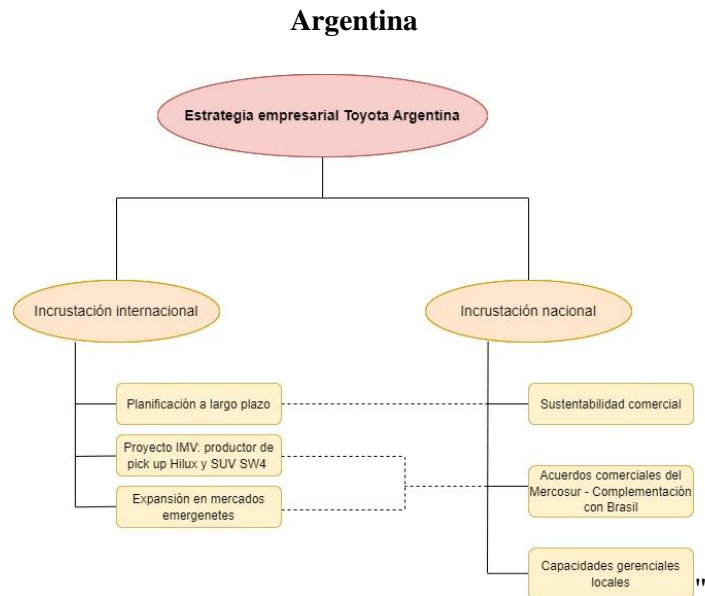 Argentina
Estrategia empresarial Toyota Argentina
Incrustación internacional
Incrustación nacional
Planificación a largo plazo
Sustentabilidad comercial
Proyecto IMV: productor de
pick up Hilux y SUV SW4
Acuerdos comerciales del
Mercosur - Complementación
con Brasil
Expansión en mercados
emergenetes
Capacidades gerenciales
locales
"